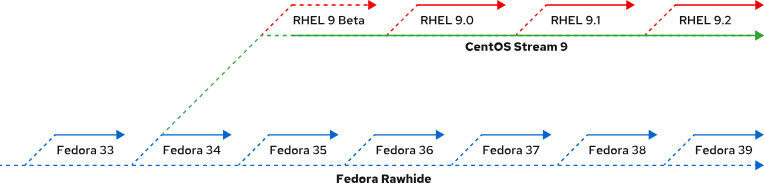 RHEL 9 Beta
RHEL 9.0
RHEL 9.1
RHEL 9.2
CentOS Stream 9
Fedora 33
Fedora 34
Fedora 35
Fedora 36
Fedora 37
Fedora 38
Fedora 39
Fedora Rawhide